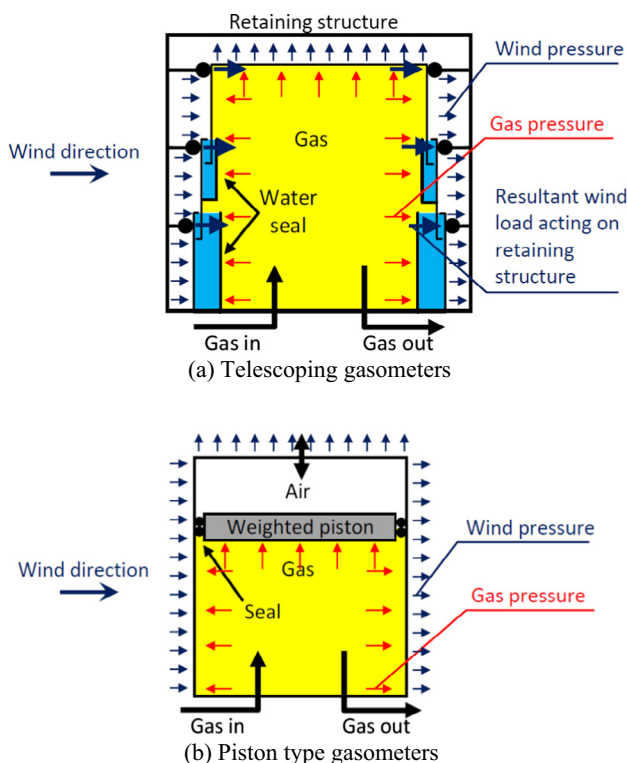 Retaining structure
Wind pressure
Gas
Gas pressure
Wind direction
Water
seal
Resultant wind
load acting on
retaining
structure
Gas in
Gas out
(a) Telescoping gasometers
Air
Weighted piston
Wind pressure
Wind direction
Gas
Seal
Gas pressure
Gas in
Gas out
(b) Piston type gasometers